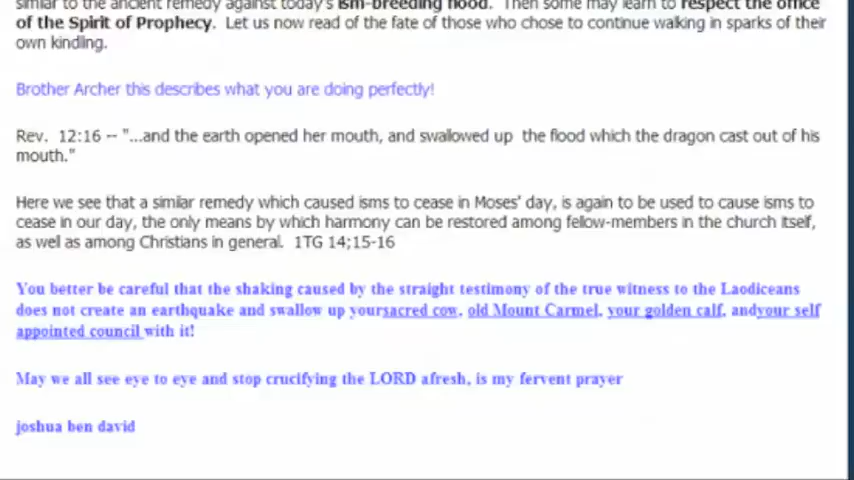 similar to the ancient remedy against today's ism-breeding flood.  Then some may learn to respect the office
of the Spirit of Prophecy.  Let us now read of the fate of those who chose to continue walking in sparks of their
own kindling.
Brother Archer this describes what you are doing perfectly!
Rev.  12:16 -- "...and the earth opened her mouth, and swallowed up  the flood which the dragon cast out of his
mouth."
Here we see that a similar remedy which caused isms to cease in Moses' day, is again to be used to cause isms to
cease in our day, the only means by which harmony can be restored among fellow-members in the church itself,
as well as among Christians in general.  1TG 14;15-16
You better be careful that the shaking caused by the straight testimony of the true witness to the Laodiceans
does not create an earthquake and swallow up yoursacred cow, old Mount Carmel, your golden calf, andyour self
appointed council with it!
May we all see eye to eye and stop crucifying the LORD afresh, is my fervent prayer
joshua ben david